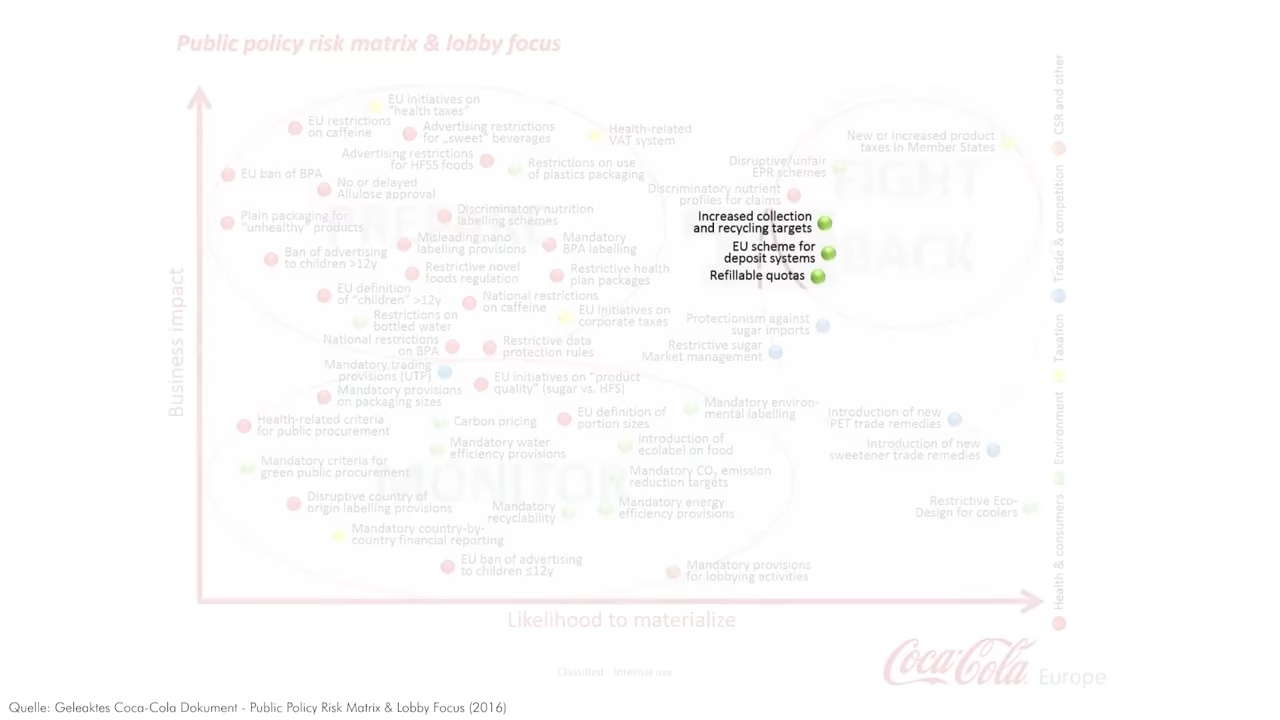 Public policy risk matrix & lobby focus
Business impact
EU initiatives on
"health taxes"
EU restrictions
on caffeine
Advertising restrictions
for „sweet" beverages
Health-related
VAT system
Advertising restrictions
for HFSS foods
Restrictions on use
of plastics packaging
EU ban of BPA
No or delayed
Allulose approval
Plain packaging for
"unhealthy" products
Discriminatory nutrition
labelling schemes
PREPARE
Misleading nano
labelling provisions
Mandatory
BPA labelling
Ban of advertising
to children >12y
Restrictive novel
foods regulation
Restrictive health
plan packages
EU definition
of "children" >12y
National restrictions
on caffeine
EU initiatives on
corporate taxes
Restrictions on
bottled water
National restrictions
on BPA
Restrictive data
protection rules
New or increased product
taxes in Member States
Disruptive/unfair
EPR schemes
FIGHT
BACK
Discriminatory nutrient
profiles for claims
Increased collection
and recycling targets
EU scheme for
deposit systems
Refillable quotas
Protectionism against
sugar imports
Restrictive sugar
Market management
Mandatory trading
provisions (UTP)
EU initiatives on "product
quality" (sugar vs. HFS)
Mandatory provisions
on packaging sizes
Health-related criteria
for public procurement
Carbon pricing
EU definition of
portion sizes
Mandatory environ-
mental labelling
Introduction of new
PET trade remedies
Mandatory water
efficiency provisions
Introduction of
ecolabel on food
Introduction of new
sweetener trade remedies
Mandatory criteria for
green public procurement
MONITOR
Mandatory CO₂ emission
reduction targets
Disruptive country of
origin labelling provisions
Mandatory
recyclability
Mandatory energy
efficiency provisions
Restrictive Eco-
Design for coolers
Mandatory country-by-
country financial reporting
EU ban of advertising
to children ≤12y
Mandatory provisions
for lobbying activities
Likelihood to materialize
Health & consumers
Environment
Taxation
Trade & competition
CSR and other
Classified - Internal use
Coca-Cola Europe
Quelle: Geleaktes Coca-Cola Dokument - Public Policy Risk Matrix & Lobby Focus (2016)